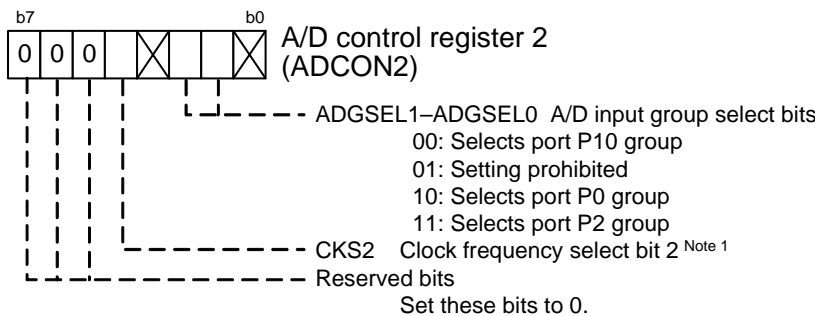 b7 b0
0 0 0
A/D control register 2
(ADCON2)
ADGSEL1–ADGSEL0 A/D input group select bits
00: Selects port P10 group
01: Setting prohibited
10: Selects port P0 group
11: Selects port P2 group
CKS2 Clock frequency select bit 2 Note 1
Reserved bits
Set these bits to 0.